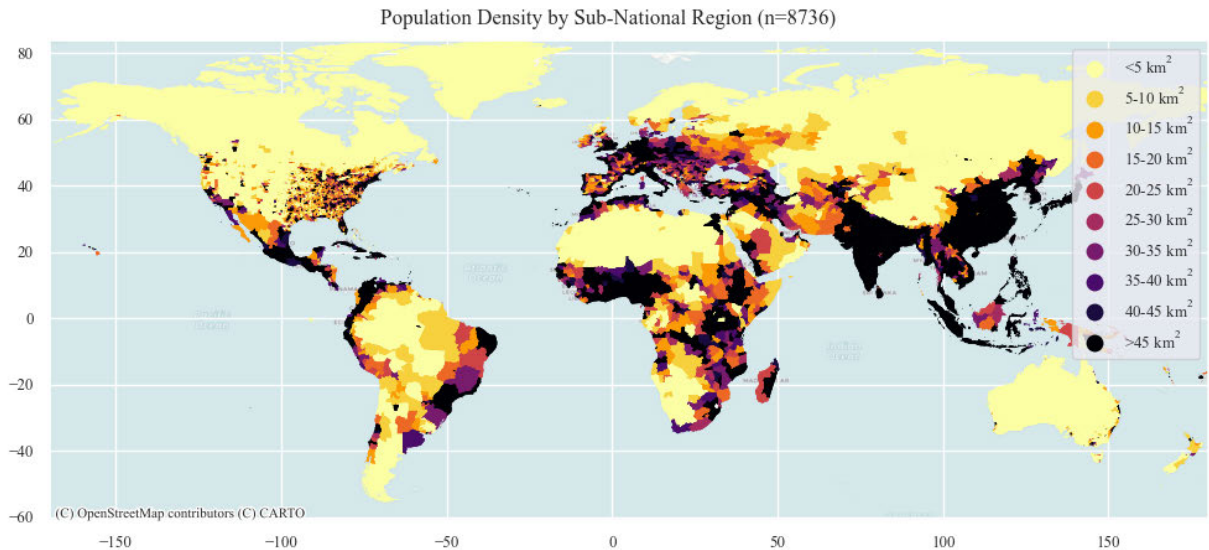 Population Density by Sub-National Region (n=8736)
80
60
40
20
0
−20
−40
−60
<5 km²
5-10 km²
10-15 km²
15-20 km²
20-25 km²
25-30 km²
30-35 km²
35-40 km²
40-45 km²
>45 km²
(C) OpenStreetMap contributors (C) CARTO
−150
−100
−50
0
50
100
150